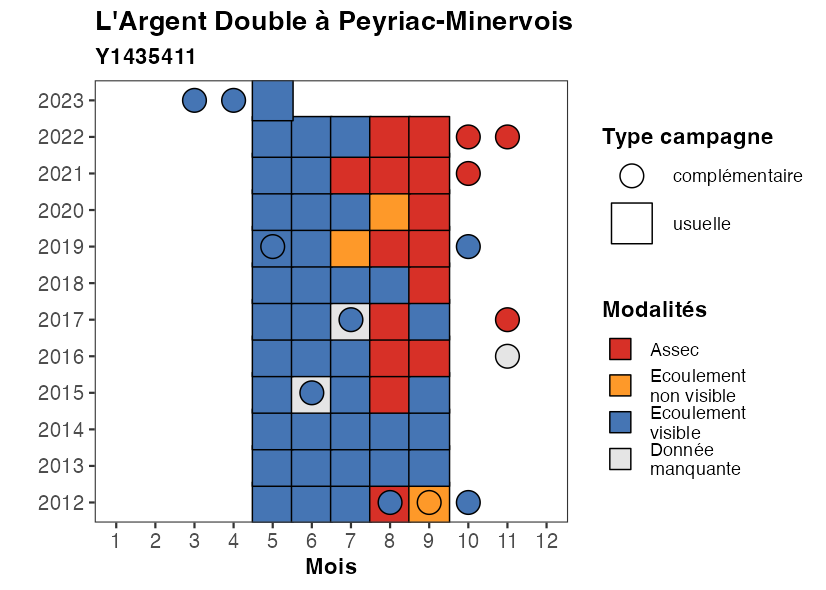 L'Argent Double à Peyriac-Minervois
Y1435411
2023
2022
2021
2020
2019
2018
2017
2016
2015
2014
2013
2012
1 2 3 4 5 6 7 8 9 10 11 12
Mois
Type campagne
complémentaire
usuelle
Modalités
Assec
Ecoulement
non visible
Ecoulement
visible
Donnée
manquante